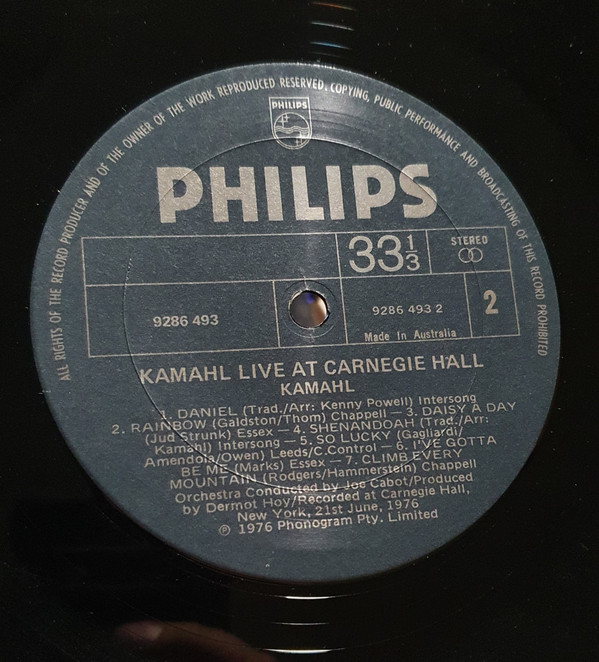 ALL RIGHTS OF THE RECORD PRODUCER AND OF THE OWNER OF THE WORK REPRODUCED RESERVED. COPYING, PUBLIC PERFORMANCE AND BROADCASTING OF THIS RECORD PROHIBITED
PHILIPS
PHILIPS
33 1/3
STEREO
9286 493
9286 493 2
2
Made In Australia
KAMAHL LIVE AT CARNEGIE HALL
KAMAHL
1. DANIEL (Trad./Arr: Kenny Powell) Intersong
2. RAINBOW (Galdston/Thom) Chappell — 3. DAISY A DAY
(Jud Strunk) Essex — 4. SHENANDOAH (Trad./Arr:
Kamahl) Intersong — 5. SO LUCKY (Gagliardi/
Amendola/Owen) Leeds/C.Control — 6. I'VE GOTTA
BE ME (Marks) Essex — 7. CLIMB EVERY
MOUNTAIN (Rodgers/Hammerstein) Chappell
Orchestra Conducted by Joe Cabot/Produced
by Dermot Hoy/Recorded at Carnegie Hall,
New York, 21st June, 1976
℗ 1976 Phonogram Pty. Limited